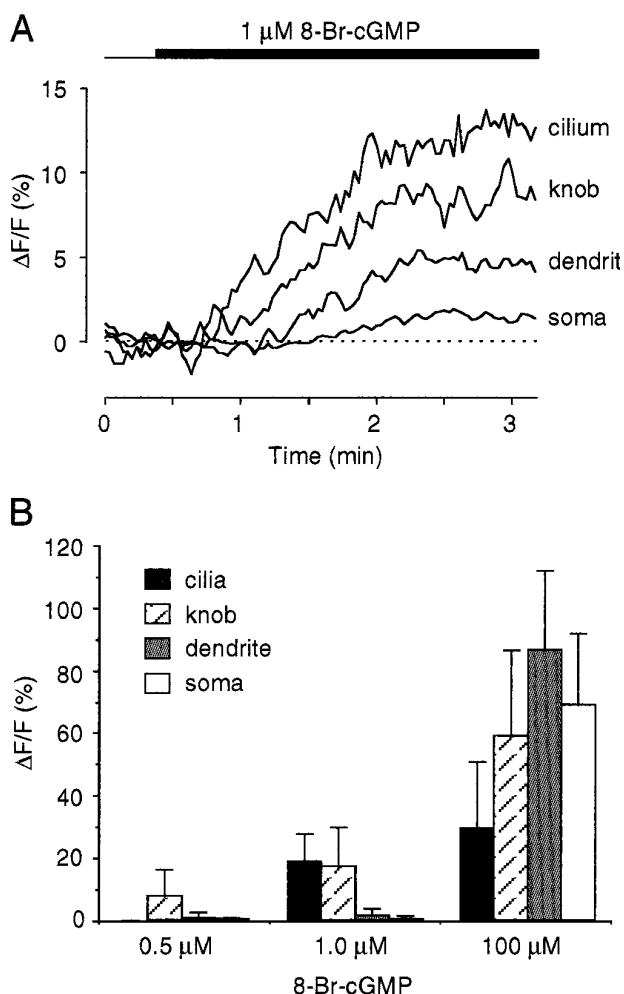 A
1 μM 8-Br-cGMP
15
10
5
0
ΔF/F (%)
cilium
knob
dendrit
soma
0 1 2 3
Time (min)
B
120
100
80
60
40
20
0
ΔF/F (%)
cilia
knob
dendrite
soma
0.5 μM 1.0 μM 100 μM
8-Br-cGMP